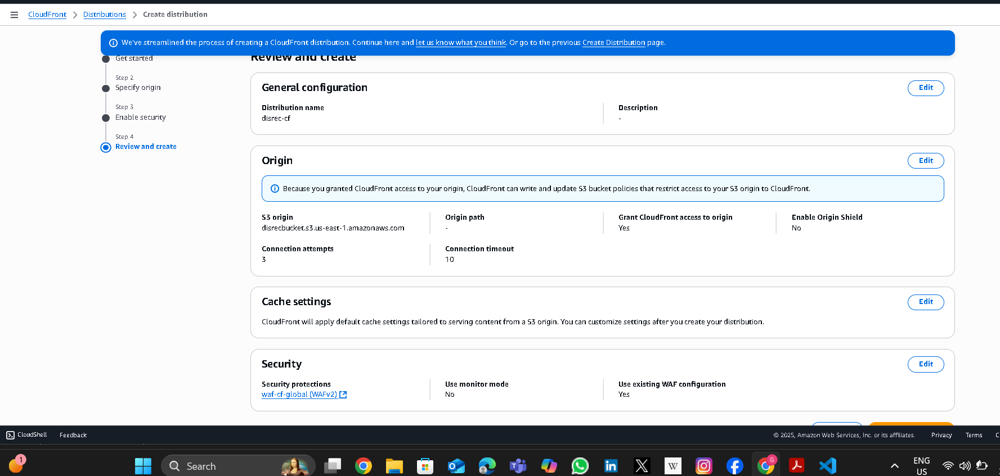 CloudFront > Distributions > Create distribution
We've streamlined the process of creating a CloudFront distribution. Continue here and let us know what you think. Or go to the previous Create Distribution page.
Get started
Step 2
Specify origin
Step 3
Enable security
Step 4
Review and create
Review and create
General configuration
Edit
Distribution name
disrec-cf
Description
-
Origin
Edit
Because you granted CloudFront access to your origin, CloudFront can write and update S3 bucket policies that restrict access to your S3 origin to CloudFront.
S3 origin
disrecbucket.s3.us-east-1.amazonaws.com
Origin path
-
Grant CloudFront access to origin
Yes
Enable Origin Shield
No
Connection attempts
3
Connection timeout
10
Cache settings
Edit
CloudFront will apply default cache settings tailored to serving content from a S3 origin. You can customize settings after you create your distribution.
Security
Edit
Security protections
waf-cf-global (WAFv2)
Use monitor mode
No
Use existing WAF configuration
Yes
CloudShell Feedback
© 2025, Amazon Web Services, Inc. or its affiliates. Privacy Terms C
1
Search
W
G
ENG
US